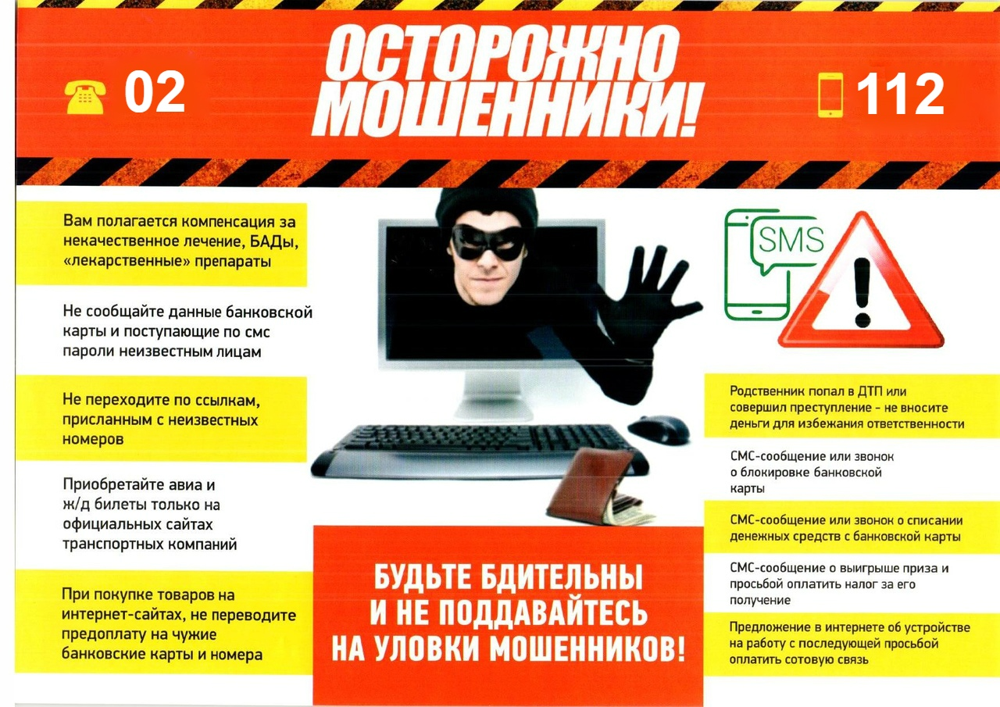 ОСТОРОЖНО
МОШЕННИКИ!
02
112
Вам полагается компенсация за
некачественное лечение, БАДы,
«лекарственные» препараты
Не сообщайте данные банковской
карты и поступающие по смс
пароли неизвестным лицам
Не переходите по ссылкам,
присланным с неизвестных
номеров
Приобретайте авиа и
ж/д билеты только на
официальных сайтах
транспортных компаний
При покупке товаров на
интернет-сайтах, не переводите
предоплату на чужие
банковские карты и номера
БУДЬТЕ БДИТЕЛЬНЫ
И НЕ ПОДДАВАЙТЕСЬ
НА УЛОВКИ МОШЕННИКОВ!
SMS
Родственник попал в ДТП или
совершил преступление - не вносите
деньги для избежания ответственности
СМС-сообщение или звонок
о блокировке банковской
карты
СМС-сообщение или звонок о списании
денежных средств с банковской карты
СМС-сообщение о выигрыше приза и
просьбой оплатить налог за его
получение
Предложение в интернете об устройстве
на работу с последующей просьбой
оплатить сотовую связь